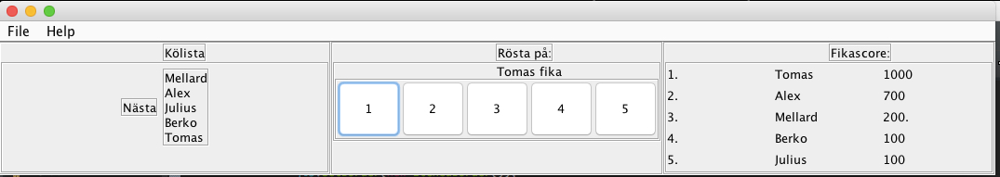 File Help
Kölista
Nästa
Mellard
Alex
Julius
Berko
Tomas
Rösta på:
Tomas fika
1 2 3 4 5
Fikascore:
1. Tomas 1000
2. Alex 700
3. Mellard 200.
4. Berko 100
5. Julius 100